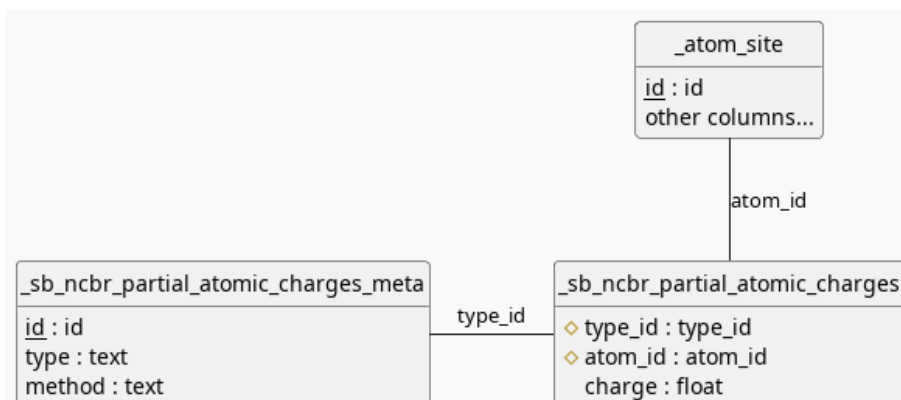 _atom_site
id : id
other columns...
atom_id
_sb_ncbr_partial_atomic_charges_meta
id : id
type : text
method : text
type_id
_sb_ncbr_partial_atomic_charges
type_id : type_id
atom_id : atom_id
charge : float